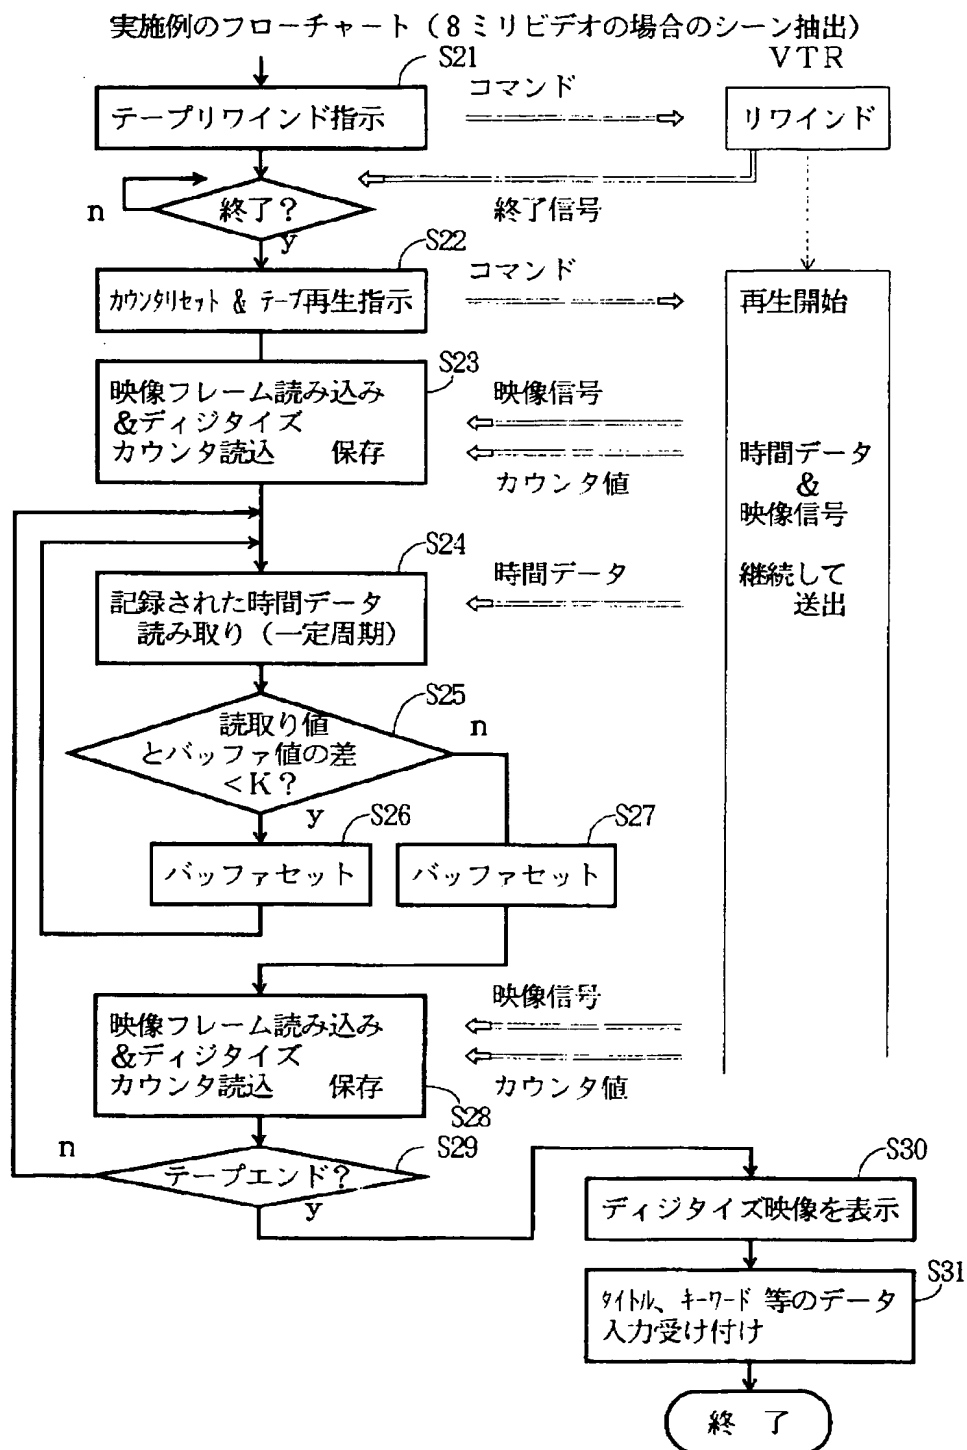 実施例のフローチャート（8ミリビデオの場合のシーン抽出）
VTR
S21
テープリワインド指示
コマンド
リワインド
n
終了？
y
終了信号
S22
カウンタリセット & テープ再生指示
コマンド
再生開始
S23
映像フレーム読み込み
&ディジタイズ
カウンタ読込　保存
映像信号
カウンタ値
時間データ
&
映像信号
継続して
送出
S24
記録された時間データ
読み取り（一定周期）
時間データ
S25
読取り値
とバッファ値の差
<K？
n
y
S26
バッファセット
S27
バッファセット
映像フレーム読み込み
&ディジタイズ
カウンタ読込　保存
S28
映像信号
カウンタ値
n
S29
テープエンド？
y
S30
ディジタイズ映像を表示
S31
タイトル、キーワード 等のデータ
入力受け付け
終　了